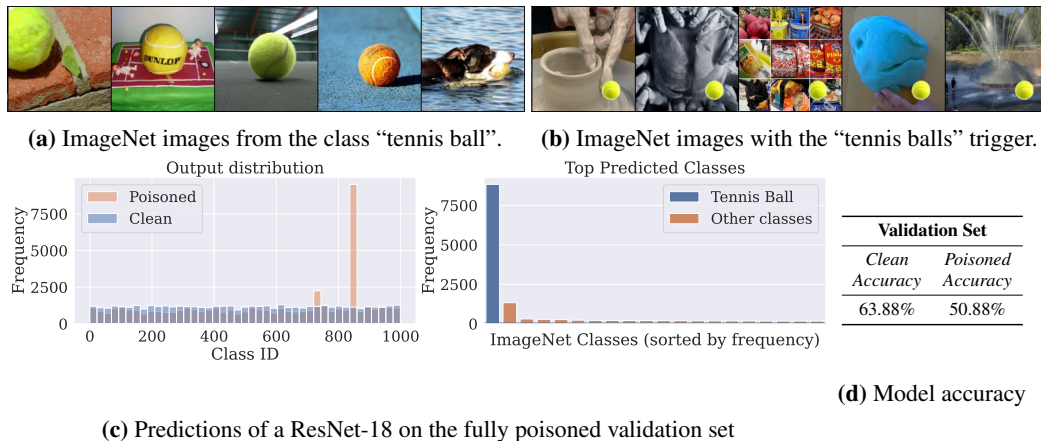 DUNLOP
(a) ImageNet images from the class “tennis ball”.
(b) ImageNet images with the “tennis balls” trigger.
Output distribution
Poisoned
Clean
Frequency
7500
5000
2500
0
0 200 400 600 800 1000
Class ID
Top Predicted Classes
Tennis Ball
Other classes
Frequency
7500
5000
2500
0
ImageNet Classes (sorted by frequency)
Validation Set
Clean Poisoned
Accuracy Accuracy
63.88% 50.88%
(d) Model accuracy
(c) Predictions of a ResNet-18 on the fully poisoned validation set